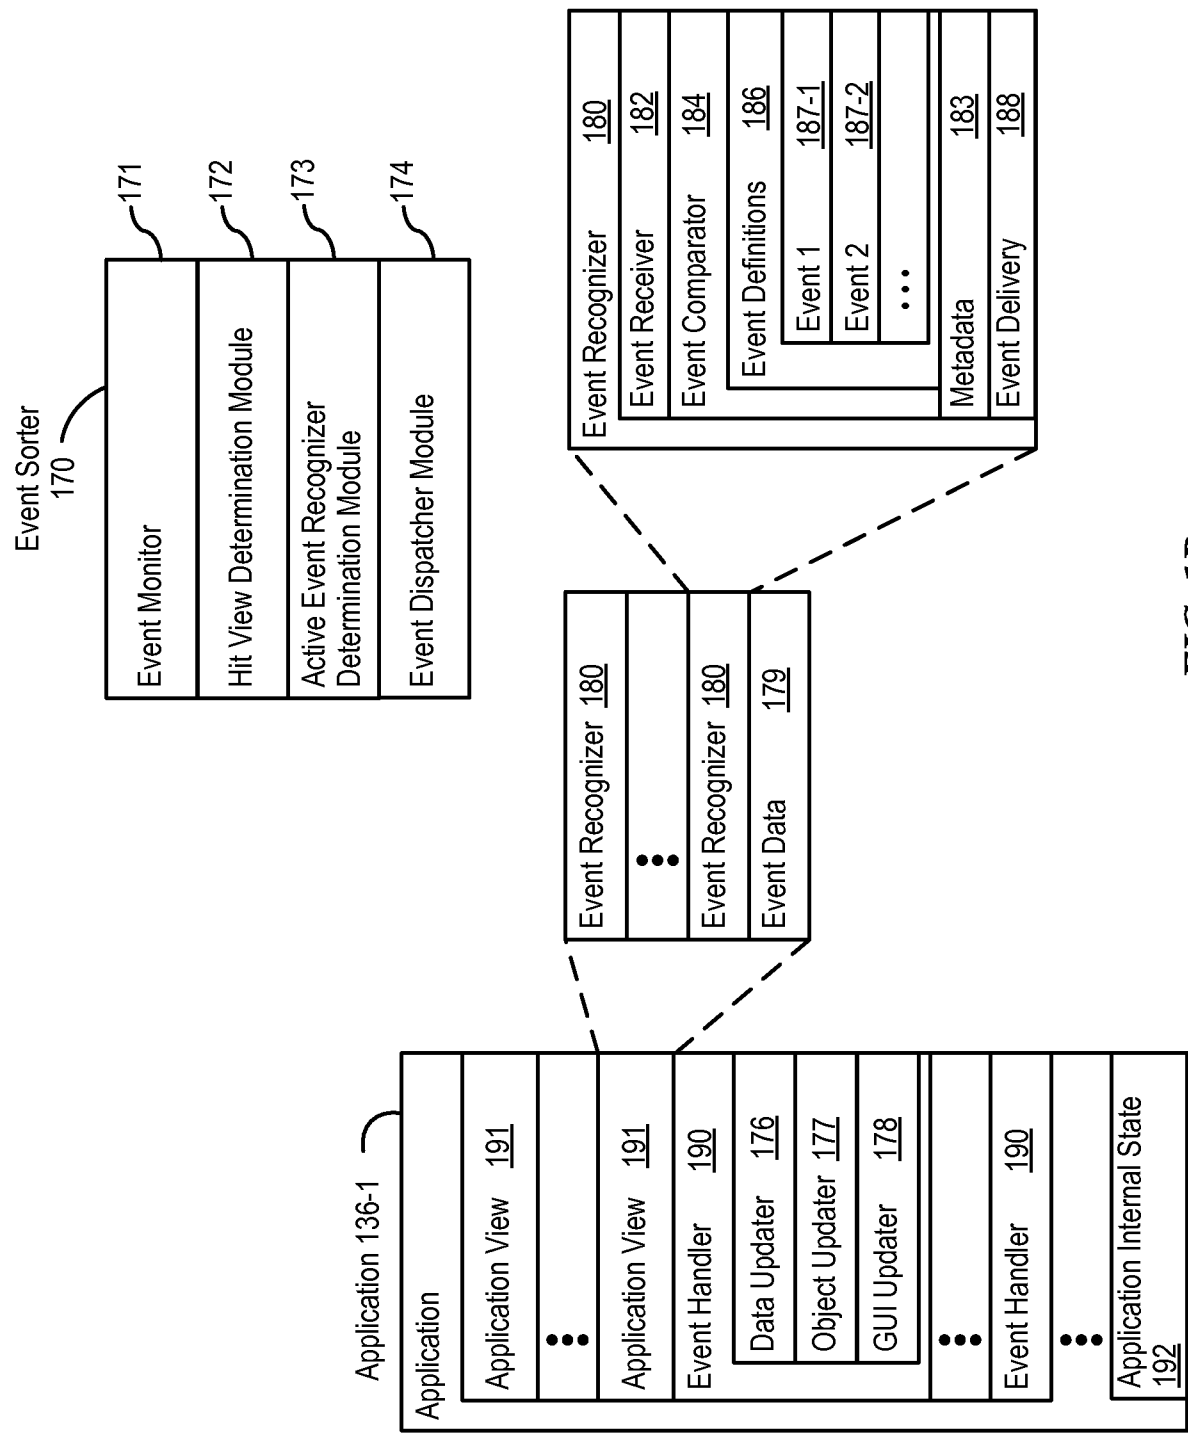 Event Sorter
170
Event Monitor
171
Hit View Determination Module
172
Active Event Recognizer
Determination Module
173
Event Dispatcher Module
174
Application 136-1
Application
Application View 191
•••
Application View 191
Event Handler 190
Data Updater 176
Object Updater 177
GUI Updater 178
•••
Event Handler 190
•••
Application Internal State
192
Event Recognizer 180
•••
Event Recognizer 180
Event Data 179
Event Recognizer 180
Event Receiver 182
Event Comparator 184
Event Definitions 186
Event 1 187-1
Event 2 187-2
•••
Metadata 183
Event Delivery 188